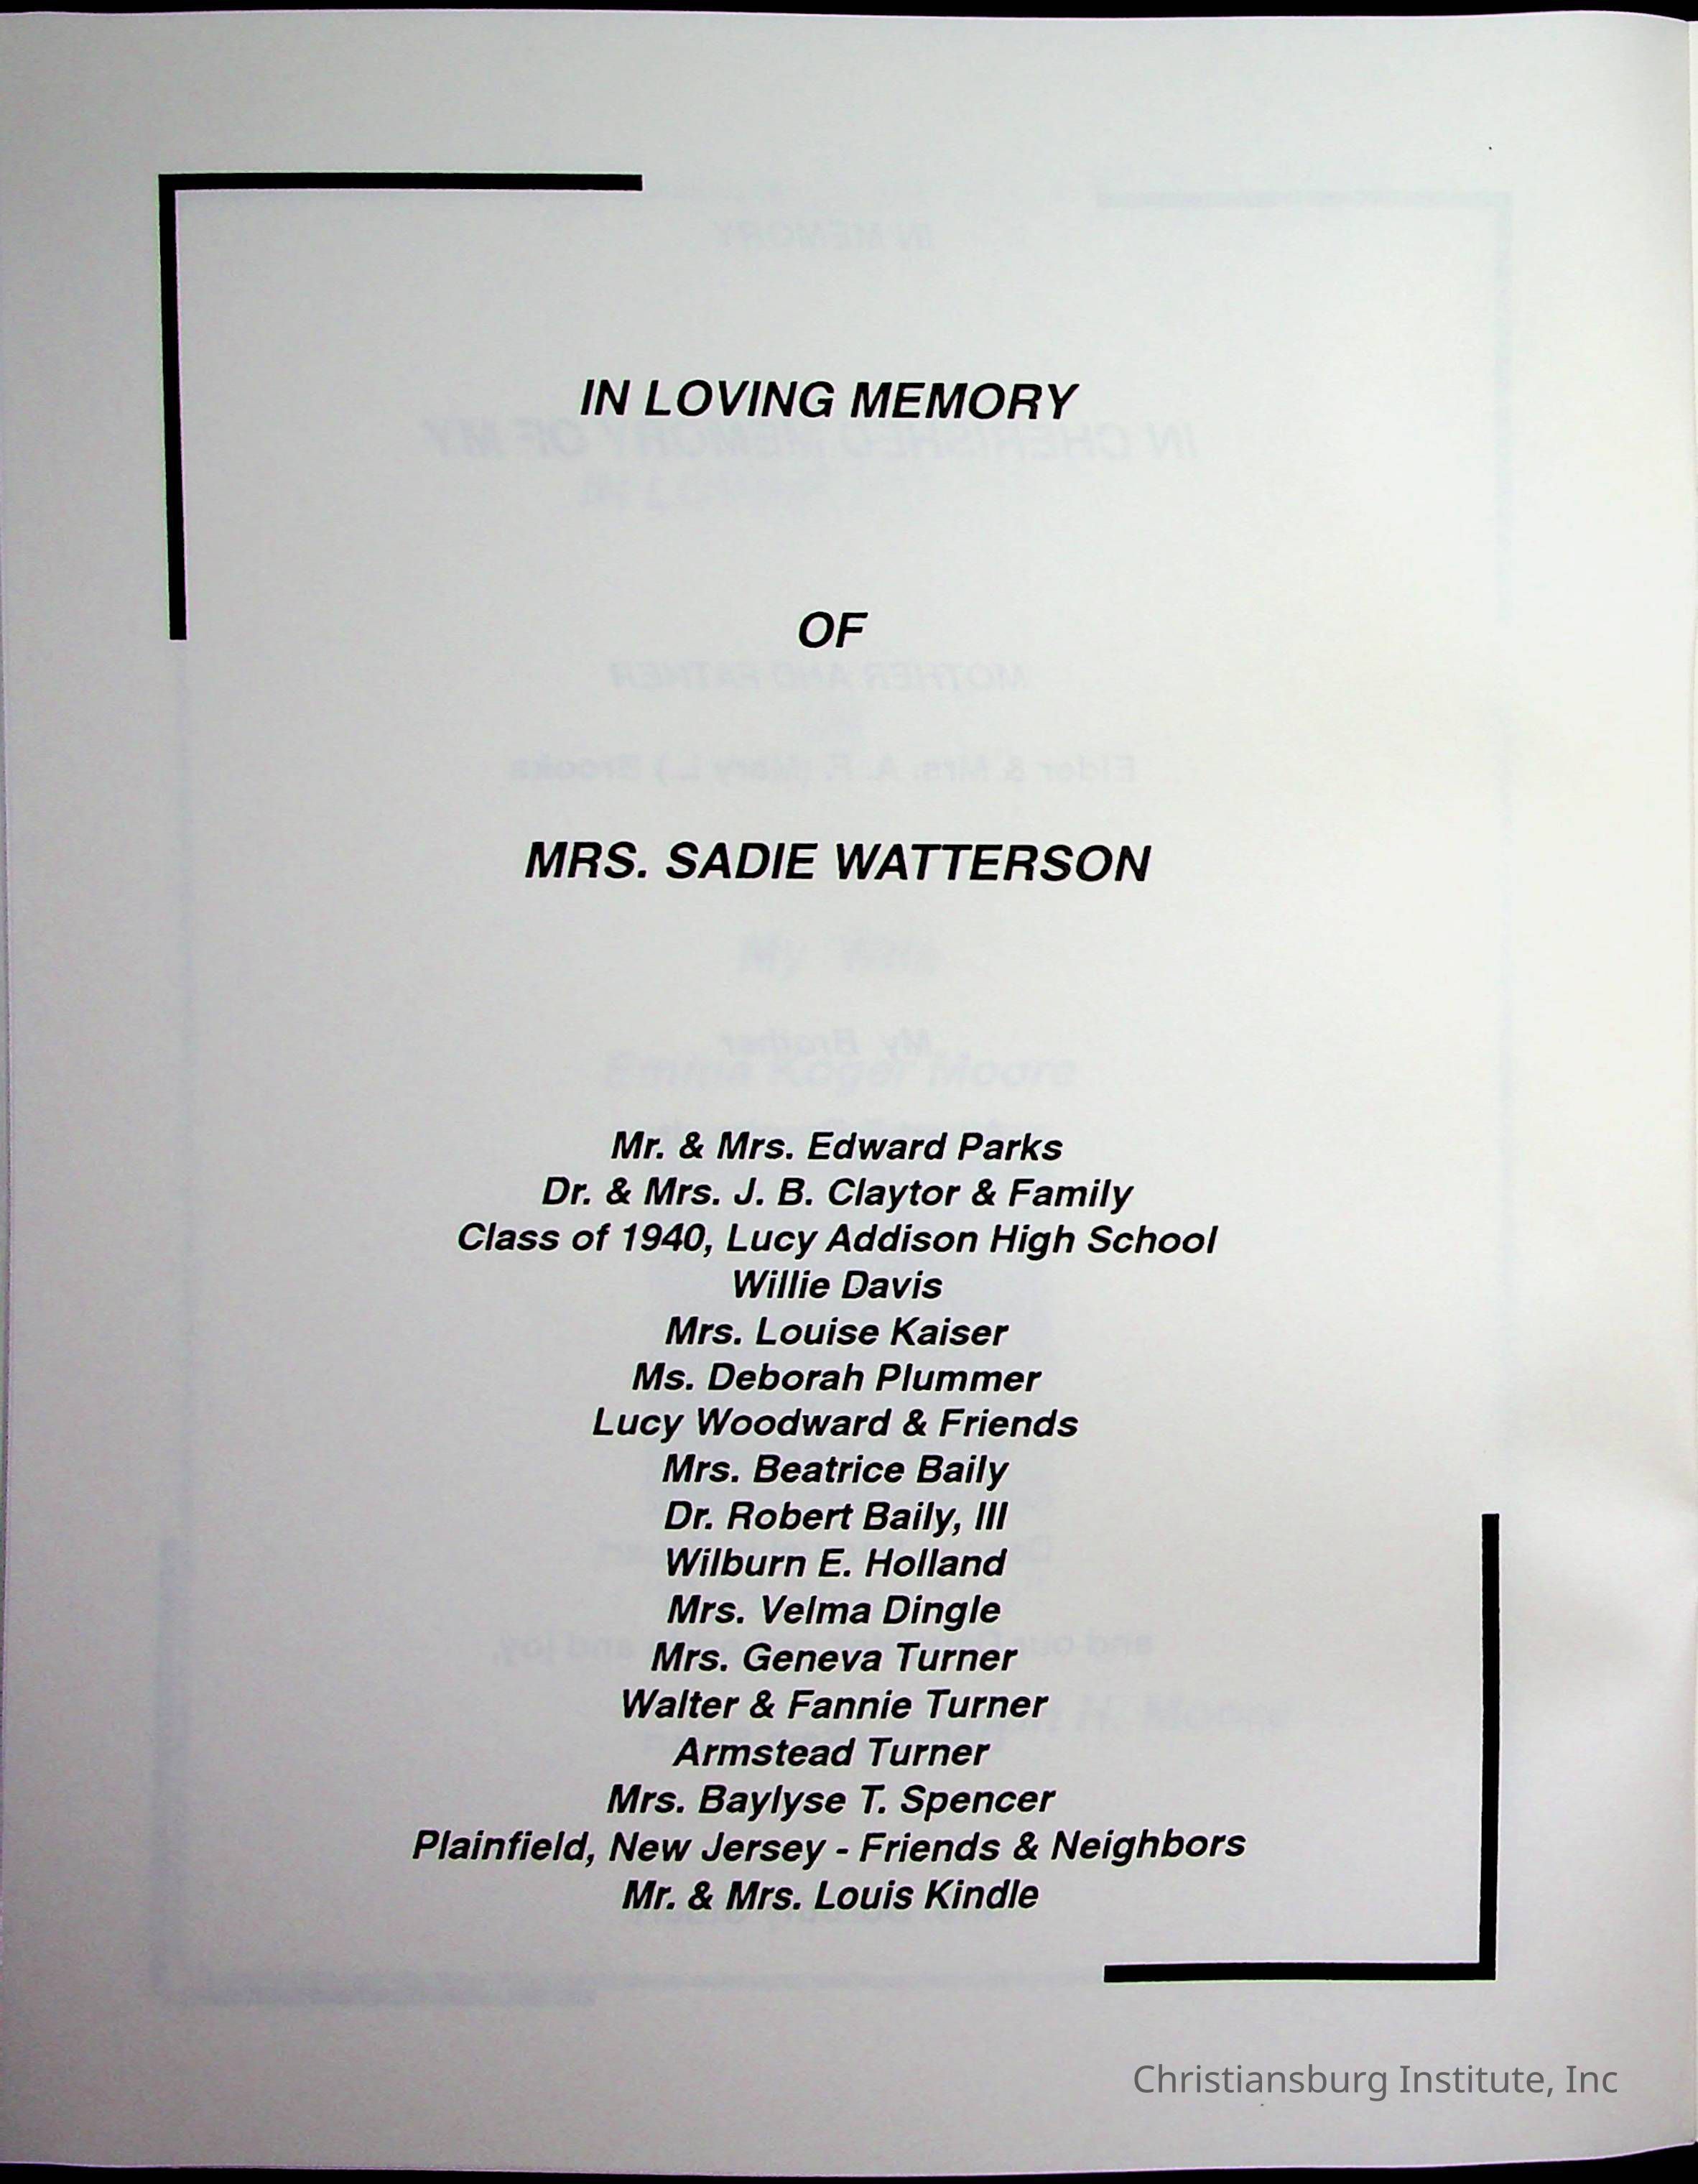 IN LOVING MEMORY
OF
MRS. SADIE WATTERSON
Mr. & Mrs. Edward Parks
Dr. & Mrs. J. B. Claytor & Family
Class of 1940, Lucy Addison High School
Willie Davis
Mrs. Louise Kaiser
Ms. Deborah Plummer
Lucy Woodward & Friends
Mrs. Beatrice Baily
Dr. Robert Baily, III
Wilburn E. Holland
Mrs. Velma Dingle
Mrs. Geneva Turner
Walter & Fannie Turner
Armstead Turner
Mrs. Baylyse T. Spencer
Plainfield, New Jersey - Friends & Neighbors
Mr. & Mrs. Louis Kindle
Christiansburg Institute, Inc